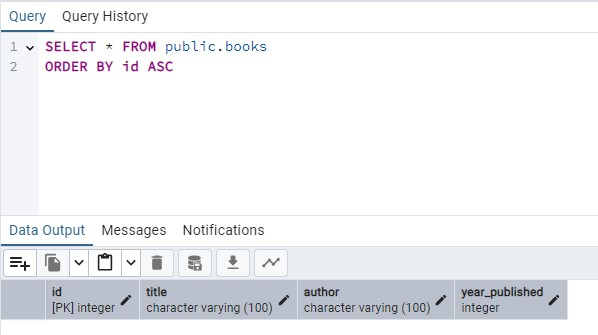 Query Query History
1 SELECT * FROM public.books
2 ORDER BY id ASC
Data Output Messages Notifications
id title author year_published
[PK] integer character varying (100) character varying (100) integer